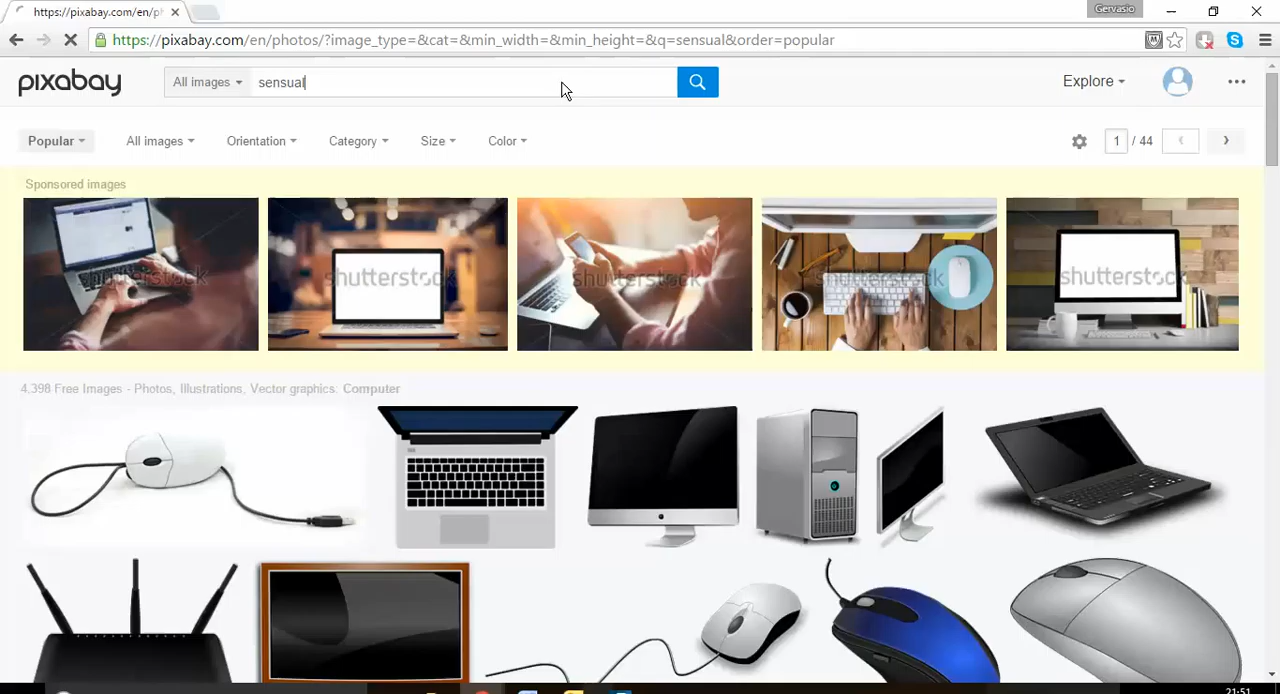 https://pixabay.com/en/ph
Gervasio
https://pixabay.com/en/photos/?image_type=&cat=&min_width=&min_height=&q=sensual&order=popular
pixabay
All images
sensual
Explore
Popular
All images
Orientation
Category
Size
Color
1 / 44
Sponsored images
shutterstock
shutterstock
shutterstock
shutterstock
shutterstock
4,398 Free Images - Photos, Illustrations, Vector graphics: Computer
21:51